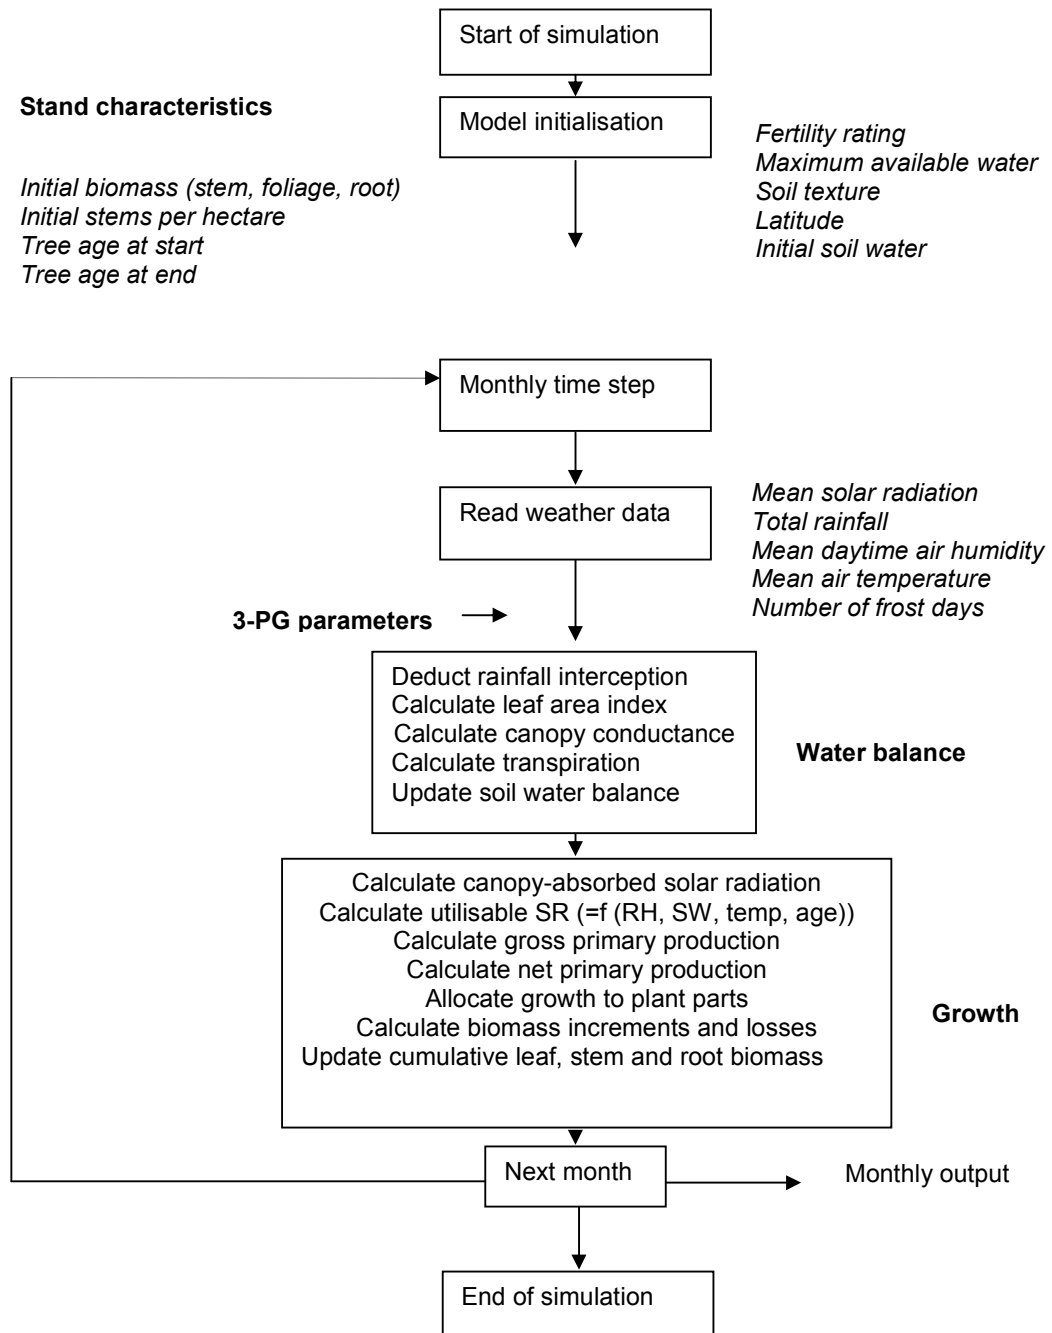 Start of simulation
Stand characteristics
Model initialisation
Fertility rating
Maximum available water
Soil texture
Latitude
Initial soil water
Initial biomass (stem, foliage, root)
Initial stems per hectare
Tree age at start
Tree age at end
Monthly time step
Read weather data
Mean solar radiation
Total rainfall
Mean daytime air humidity
Mean air temperature
Number of frost days
3-PG parameters
Deduct rainfall interception
Calculate leaf area index
Calculate canopy conductance
Calculate transpiration
Update soil water balance
Water balance
Calculate canopy-absorbed solar radiation
Calculate utilisable SR (=f (RH, SW, temp, age))
Calculate gross primary production
Calculate net primary production
Allocate growth to plant parts
Calculate biomass increments and losses
Update cumulative leaf, stem and root biomass
Growth
Next month
Monthly output
End of simulation